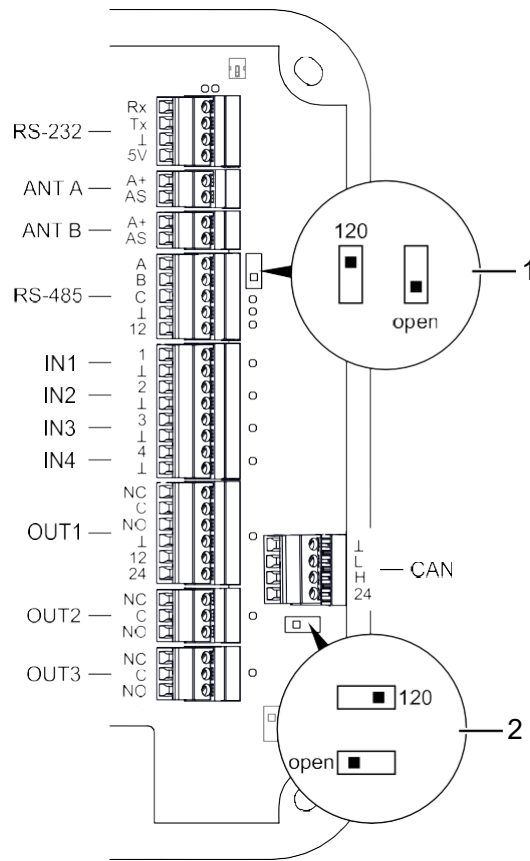 Rx
RS-232
Tx
⊥
5V
ANT A
A+
AS
ANT B
A+
AS
RS-485
A
B
C
⊥
12
120
open
1
IN1
1
⊥
IN2
2
⊥
IN3
3
⊥
IN4
4
⊥
OUT1
NC
C
NO
⊥
12
24
⊥
L
H
24
CAN
OUT2
NC
C
NO
OUT3
NC
C
NO
120
open
2